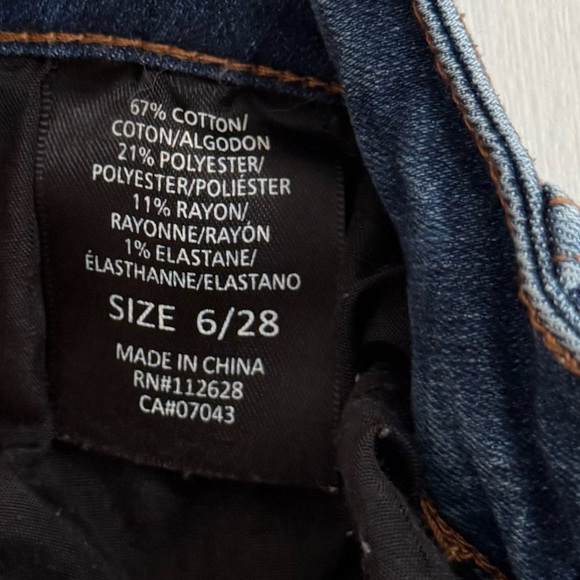 67% COTTON/
COTON/ALGODON
21% POLYESTER/
POLYESTER/POLIÉSTER
11% RAYON/
RAYONNE/RAYÓN
1% ELASTANE/
ÉLASTHANNE/ELASTANO
SIZE 6/28
MADE IN CHINA
RN#112628
CA#07043